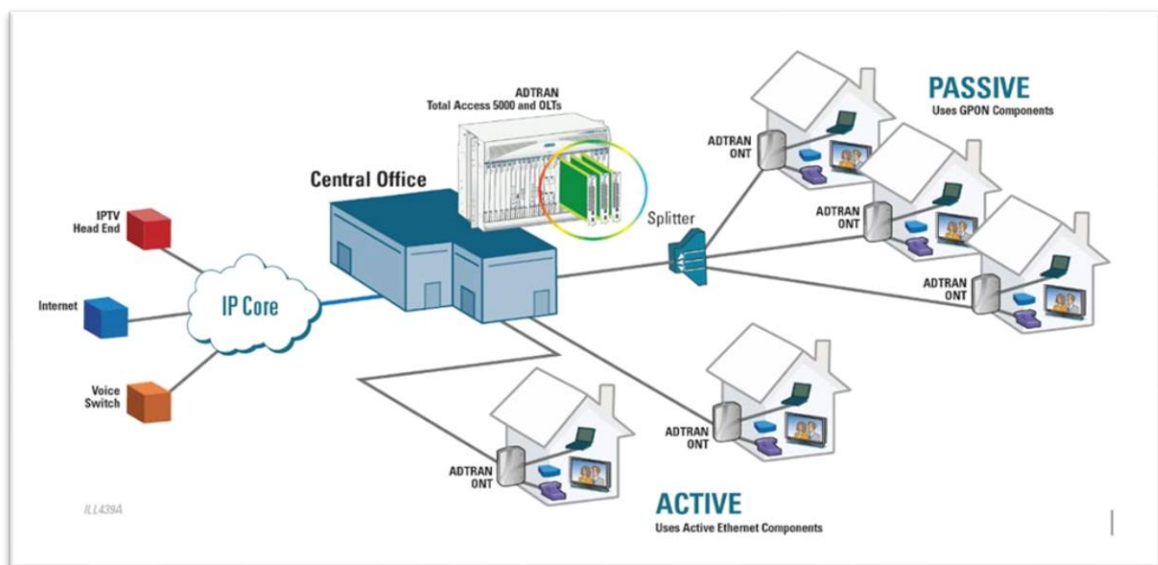 ADTRAN
Total Access 5000 and OLTs
PASSIVE
Uses GPON Components
ADTRAN
ONT
Central Office
Splitter
IPTV
Head End
ADTRAN
ONT
Internet
IP Core
ADTRAN
ONT
Voice
Switch
ADTRAN
ONT
ADTRAN
ONT
ACTIVE
Uses Active Ethernet Components
ILL439A